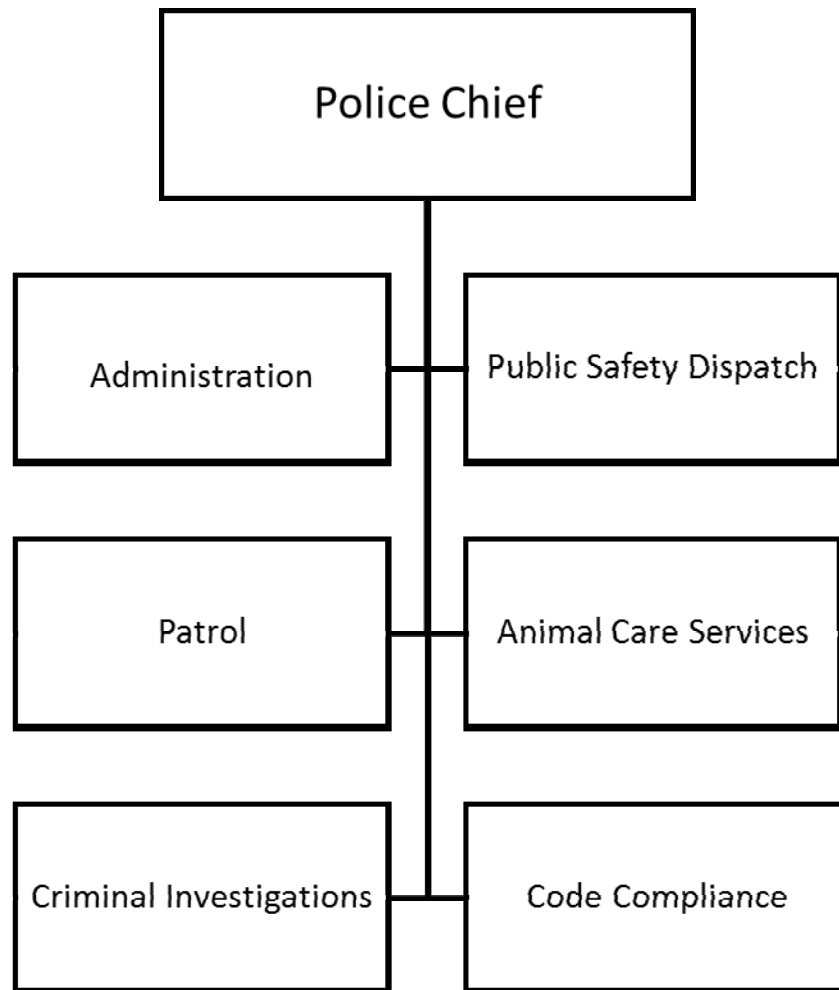 Police Chief
Administration
Public Safety Dispatch
Patrol
Animal Care Services
Criminal Investigations
Code Compliance